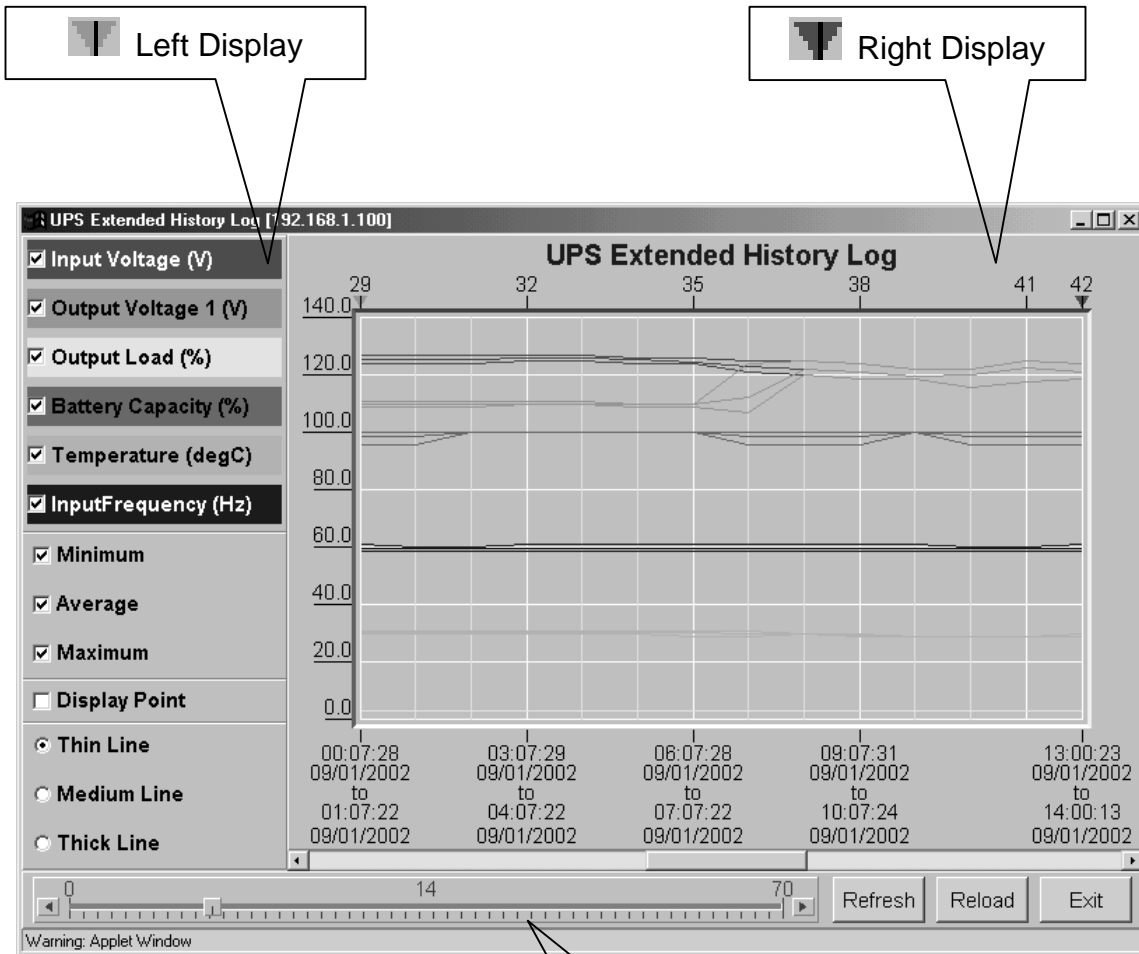 Left Display
Right Display
UPS Extended History Log [192.168.1.100]
Input Voltage (V)
Output Voltage 1 (V)
Output Load (%)
Battery Capacity (%)
Temperature (degC)
InputFrequency (Hz)
Minimum
Average
Maximum
Display Point
Thin Line
Medium Line
Thick Line
UPS Extended History Log
29 32 35 38 41 42
140.0
120.0
100.0
80.0
60.0
40.0
20.0
0.0
00:07:28 03:07:29 06:07:28 09:07:31 13:00:23
09/01/2002 09/01/2002 09/01/2002 09/01/2002 09/01/2002
to to to to to
01:07:22 04:07:22 07:07:22 10:07:24 14:00:13
09/01/2002 09/01/2002 09/01/2002 09/01/2002 09/01/2002
0 14 70
Refresh Reload Exit
Warning: Applet Window